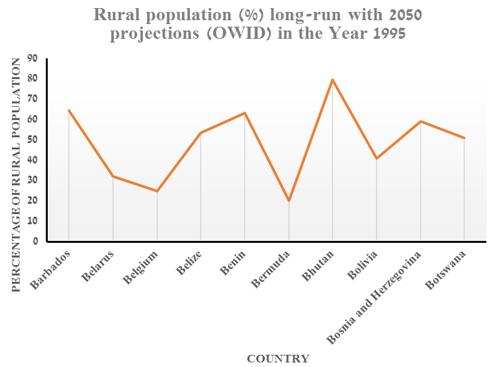 Rural population (%) long-run with 2050
projections (OWID) in the Year 1995
PERCENTAGE OF RURAL POPULATION
90
80
70
60
50
40
30
20
10
0
Barbados
Belarus
Belgium
Belize
Benin
Bermuda
Bhutan
Bolivia
Bosnia and Herzegovina
Botswana
COUNTRY